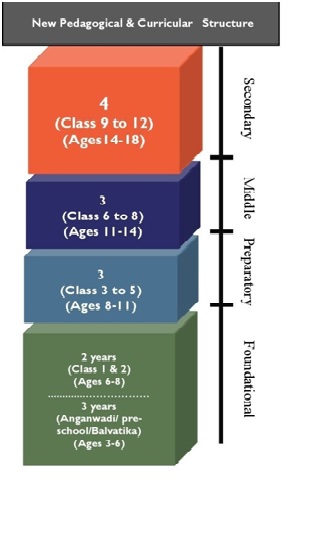 New Pedagogical & Curricular Structure
4
(Class 9 to 12)
(Ages14-18)
Secondary
3
(Class 6 to 8)
(Ages 11-14)
Middle
3
(Class 3 to 5)
(Ages 8-11)
Preparatory
2 years
(Class 1 & 2)
(Ages 6-8)
3 years
(Anganwadi/ pre-
school/Balvatika)
(Ages 3-6)
Foundational